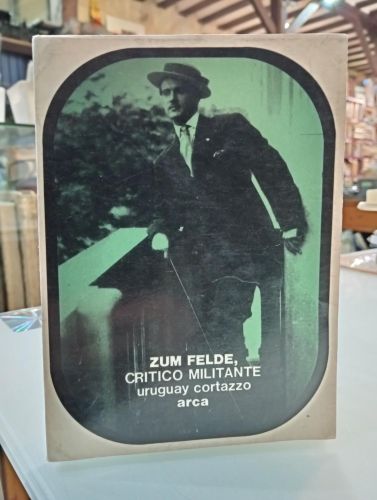 ZUM FELDE,
CRITICO MILITANTE
uruguay cortazzo
arca